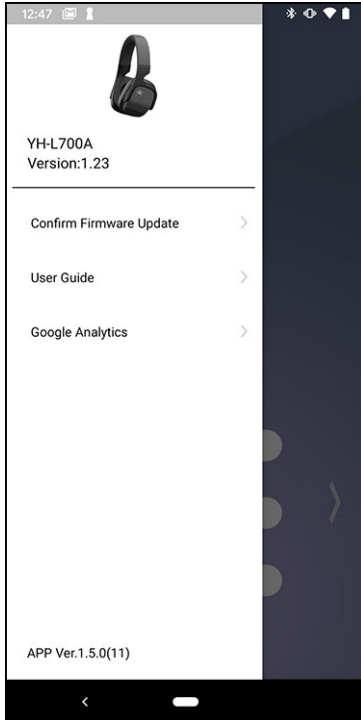 12:47
YH-L700A
Version:1.23
Confirm Firmware Update
User Guide
Google Analytics
APP Ver.1.5.0(11)